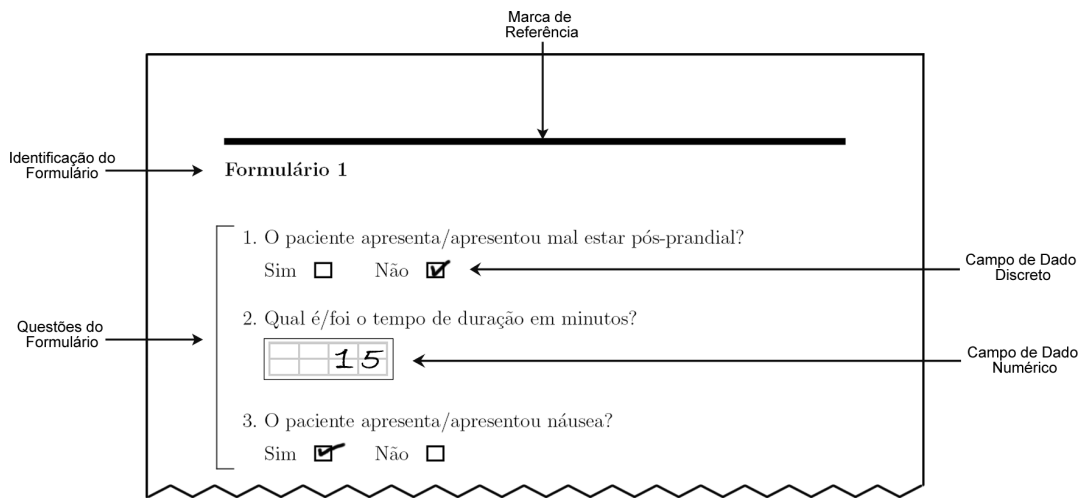 Marca de
Referência
Identificação do
Formulário
Formulário 1
1. O paciente apresenta/apresentou mal estar pós-prandial?
Sim Não
Campo de Dado
Discreto
Questões do
Formulário
2. Qual é/foi o tempo de duração em minutos?
15
Campo de Dado
Numérico
3. O paciente apresenta/apresentou náusea?
Sim Não